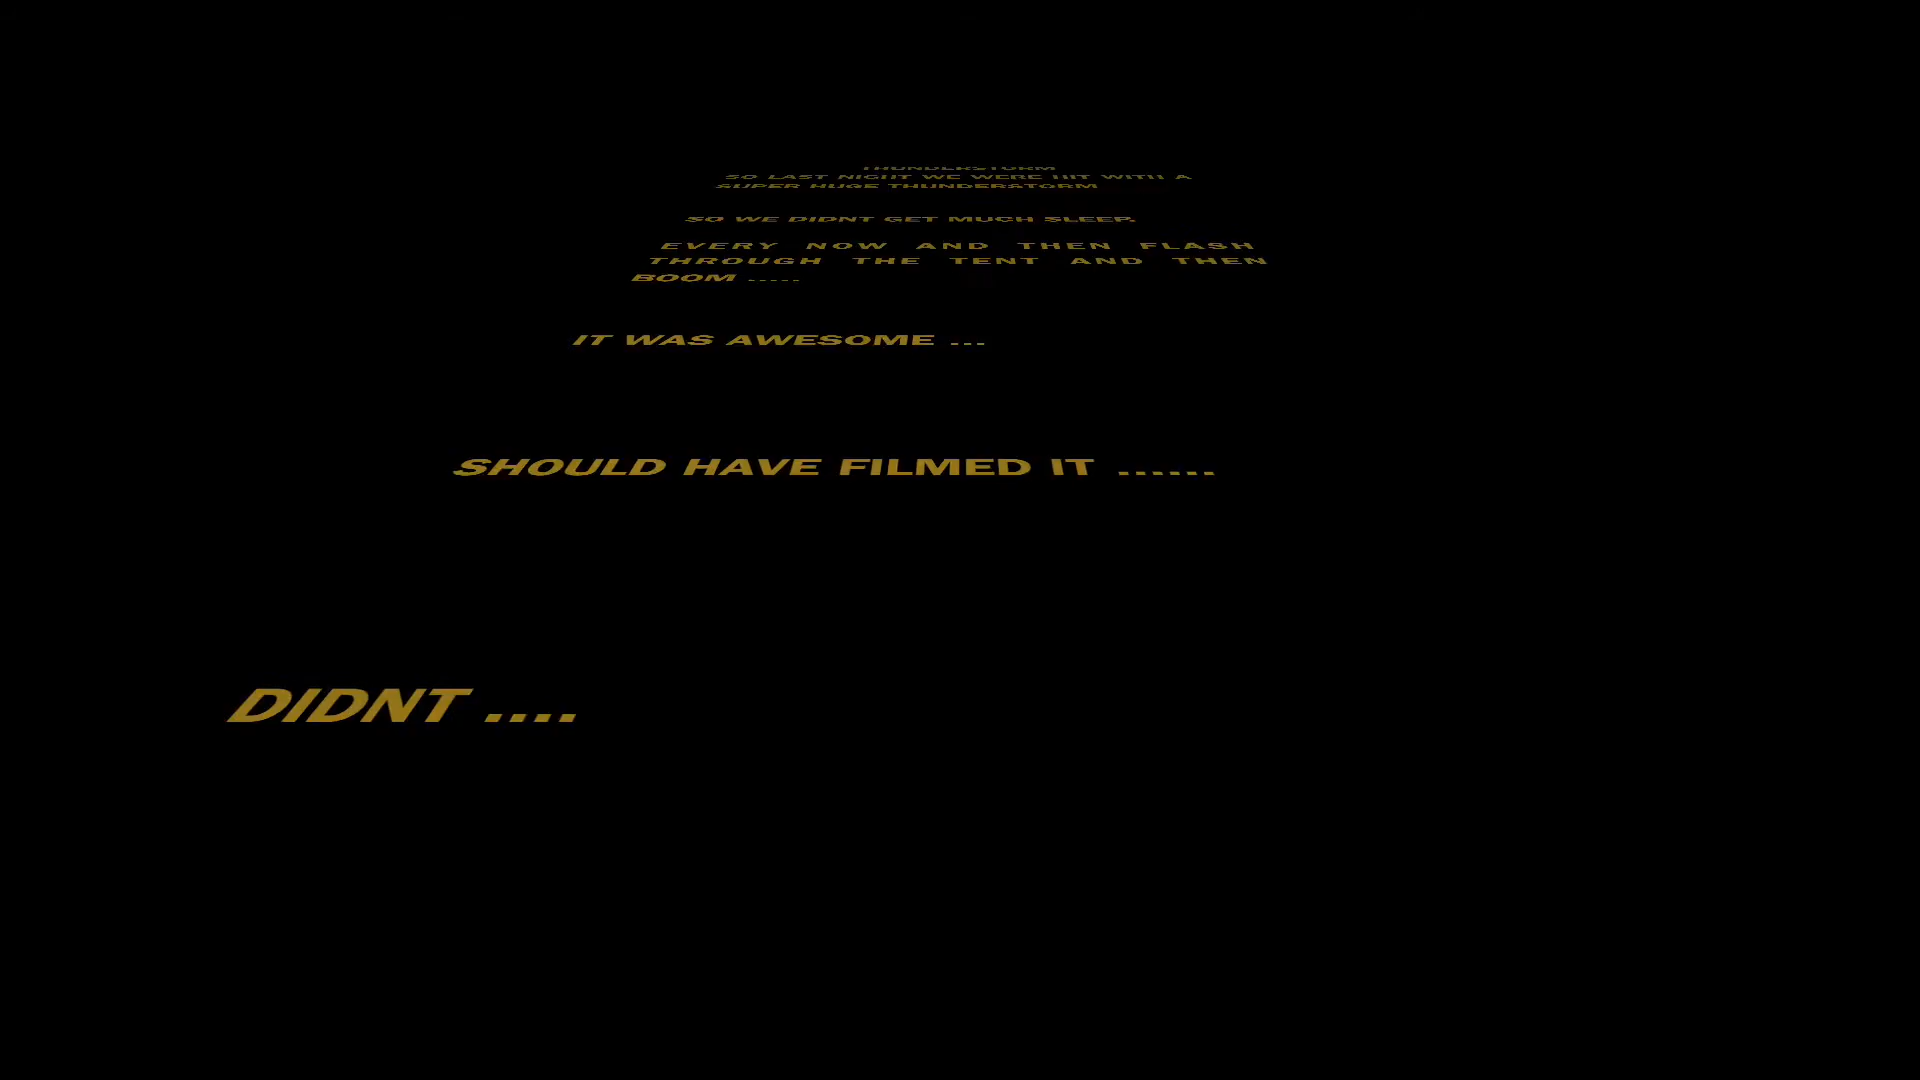 THUNDERSTORM
SO LAST NIGHT WE WERE HIT WITH A
SUPER HUGE THUNDERSTORM
SO WE DIDNT GET MUCH SLEEP.
EVERY NOW AND THEN FLASH
THROUGH THE TENT AND THEN
BOOM .....
IT WAS AWESOME ...
SHOULD HAVE FILMED IT ......
DIDNT ....